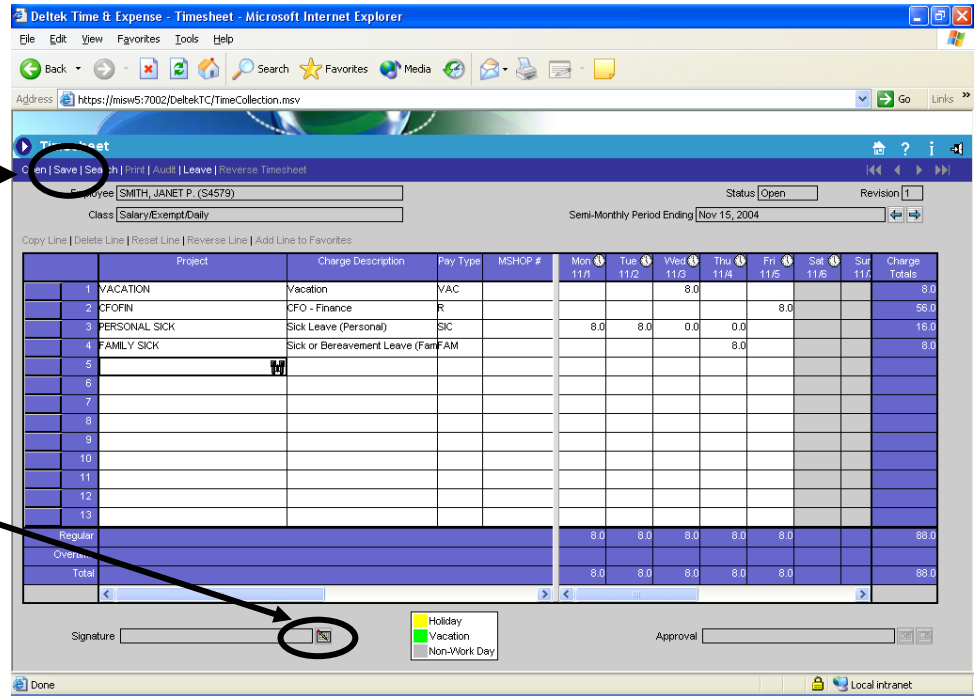 Deltek Time & Expense - Timesheet - Microsoft Internet Explorer
File Edit View Favorites Tools Help
Back Search Favorites Media
Address https://misw5:7002/DeltekTC/TimeCollection.msv Go Links »
Timesheet ? i
Open | Save | Search | Print | Audit | Leave | Reverse Timesheet
Employee SMITH, JANET P. (S4579) Status Open Revision 1
Class Salary/Exempt/Daily Semi-Monthly Period Ending Nov 15, 2004
Copy Line | Delete Line | Reset Line | Reverse Line | Add Line to Favorites
Project Charge Description Pay Type MSHOP # Mon 11/1 Tue 11/2 Wed 11/3 Thu 11/4 Fri 11/5 Sat 11/6 Sun 11/7 Charge Totals
1 VACATION Vacation VAC 8.0 8.0
2 CFOFIN CFO - Finance R 8.0 56.0
3 PERSONAL SICK Sick Leave (Personal) SIC 8.0 8.0 0.0 0.0 16.0
4 FAMILY SICK Sick or Bereavement Leave (Fam FAM 8.0 8.0
5
6
7
8
9
10
11
12
13
Regular 8.0 8.0 8.0 8.0 8.0 88.0
Overtime
Total 8.0 8.0 8.0 8.0 8.0 88.0
Signature Holiday Approval
Vacation
Non-Work Day
Done Local intranet